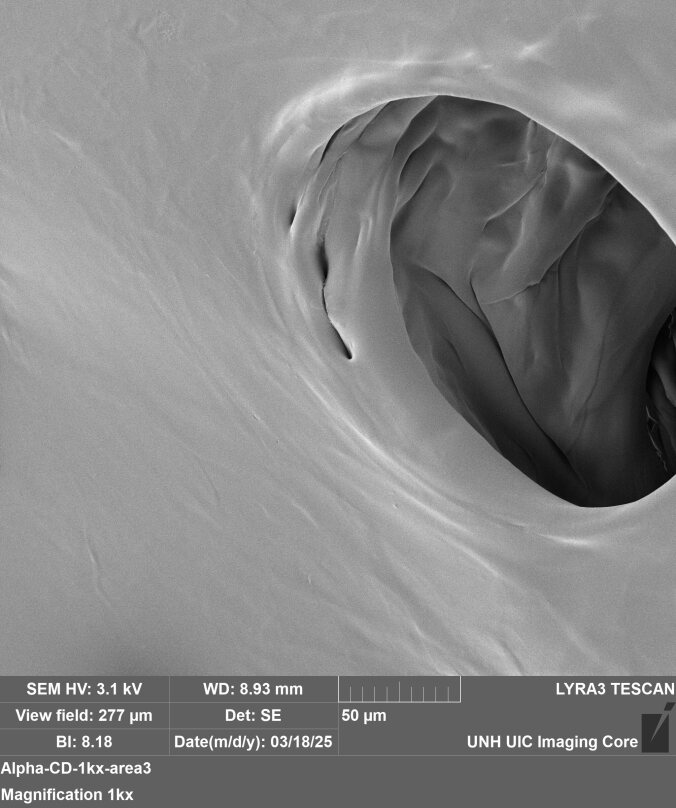 SEM HV: 3.1 kV WD: 8.93 mm LYRA3 TESCAN
View field: 277 µm Det: SE 50 µm
BI: 8.18 Date(m/d/y): 03/18/25 UNH UIC Imaging Core
Alpha-CD-1kx-area3
Magnification 1kx